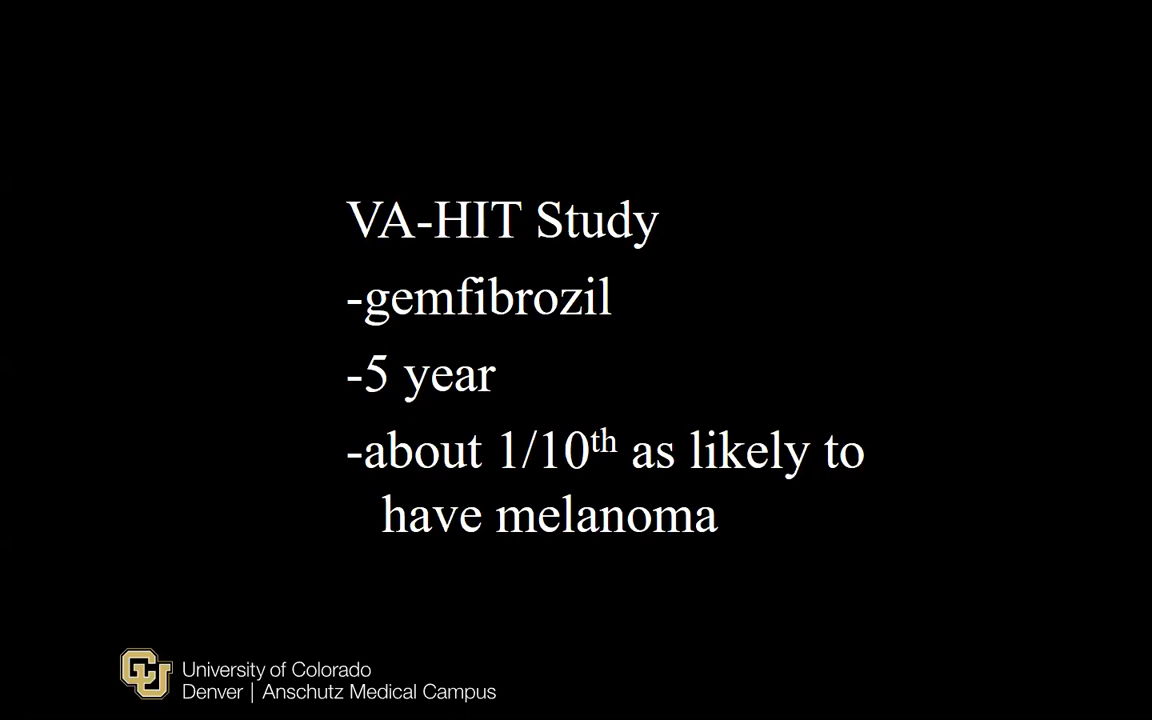 VA-HIT Study
-gemfibrozil
-5 year
-about 1/10th as likely to
have melanoma
University of Colorado
Denver | Anschutz Medical Campus